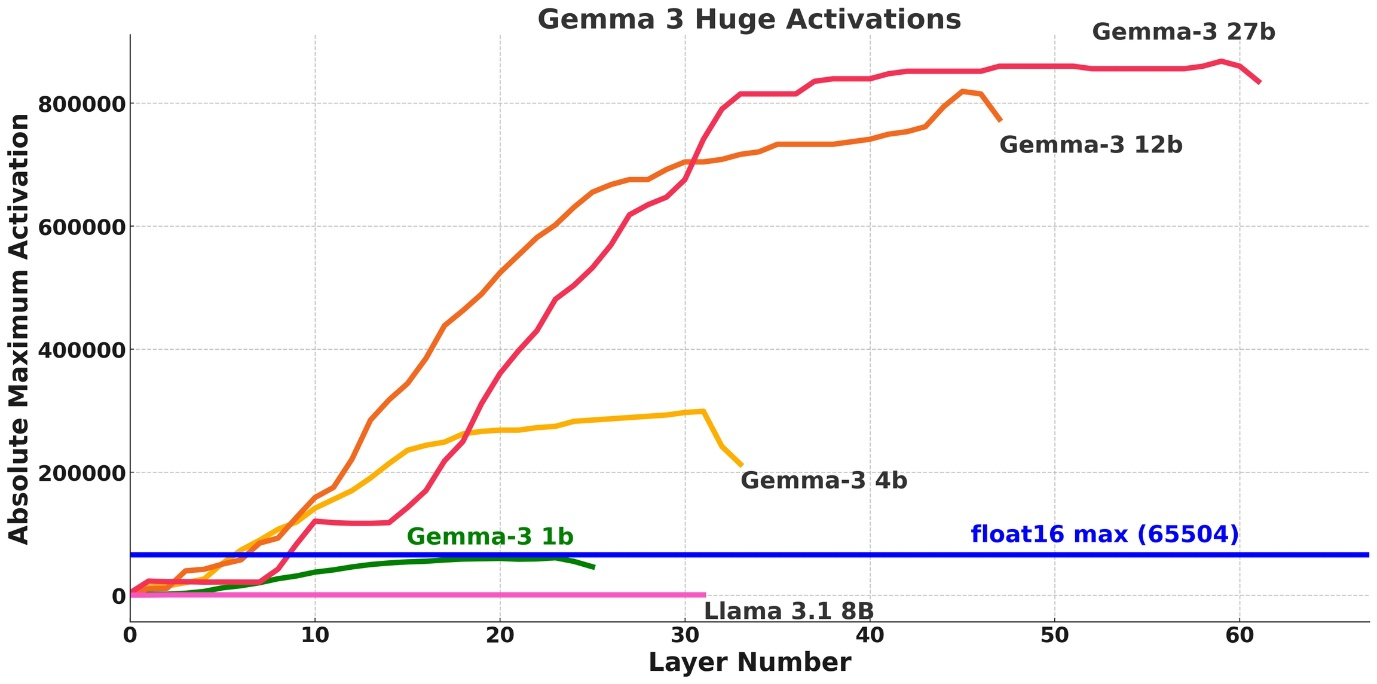 Gemma 3 Huge Activations
Gemma-3 27b
800000
Gemma-3 12b
600000
Absolute Maximum Activation
400000
200000
Gemma-3 4b
Gemma-3 1b
float16 max (65504)
0
Llama 3.1 8B
0 10 20 30 40 50 60
Layer Number